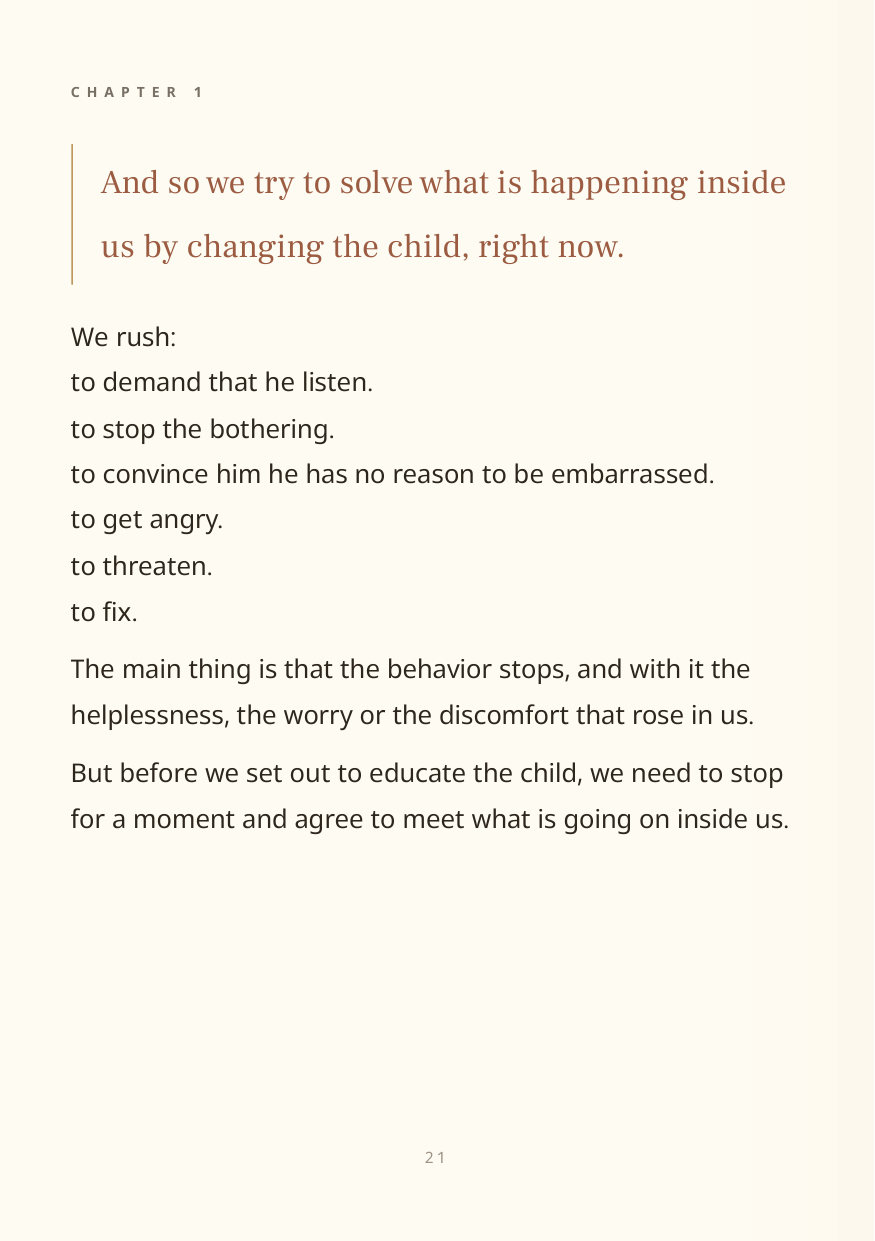 CHAPTER 1
And so we try to solve what is happening inside
us by changing the child, right now.
We rush:
to demand that he listen.
to stop the bothering.
to convince him he has no reason to be embarrassed.
to get angry.
to threaten.
to fix.
The main thing is that the behavior stops, and with it the
helplessness, the worry or the discomfort that rose in us.
But before we set out to educate the child, we need to stop
for a moment and agree to meet what is going on inside us.
21